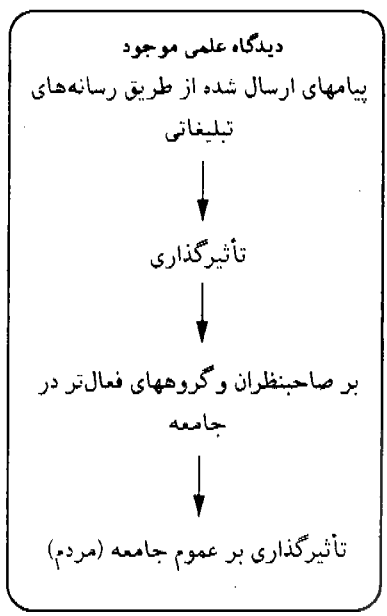 دیدگاه علمی موجود
پیامهای ارسال شده از طریق رسانه‌های
تبلیغاتی
تأثیرگذاری
بر صاحبنظران و گروههای فعال‌تر در
جامعه
تأثیرگذاری بر عموم جامعه (مردم)